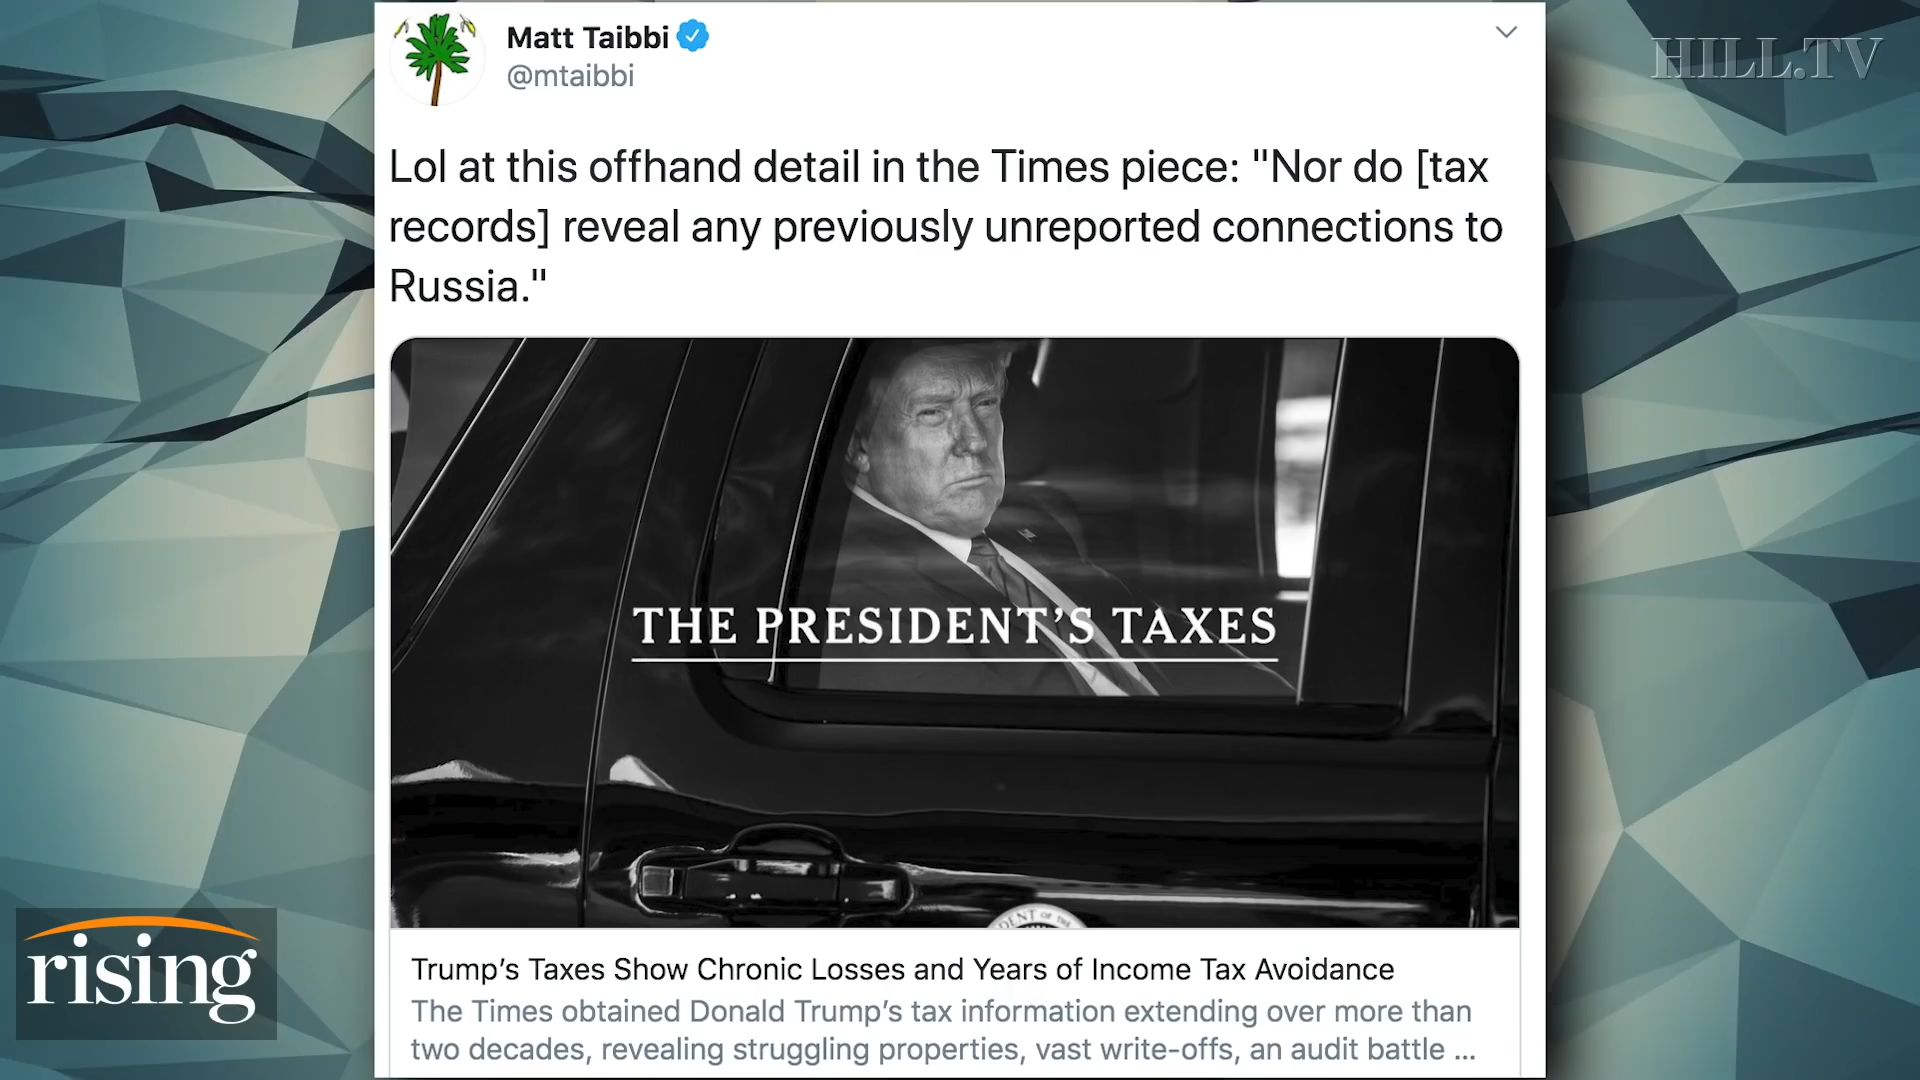 Matt Taibbi
@mtaibbi
HILL.TV
Lol at this offhand detail in the Times piece: "Nor do [tax
records] reveal any previously unreported connections to
Russia."
THE PRESIDENT’S TAXES
DENT OF THE
rising
Trump’s Taxes Show Chronic Losses and Years of Income Tax Avoidance
The Times obtained Donald Trump’s tax information extending over more than
two decades, revealing struggling properties, vast write-offs, an audit battle ...